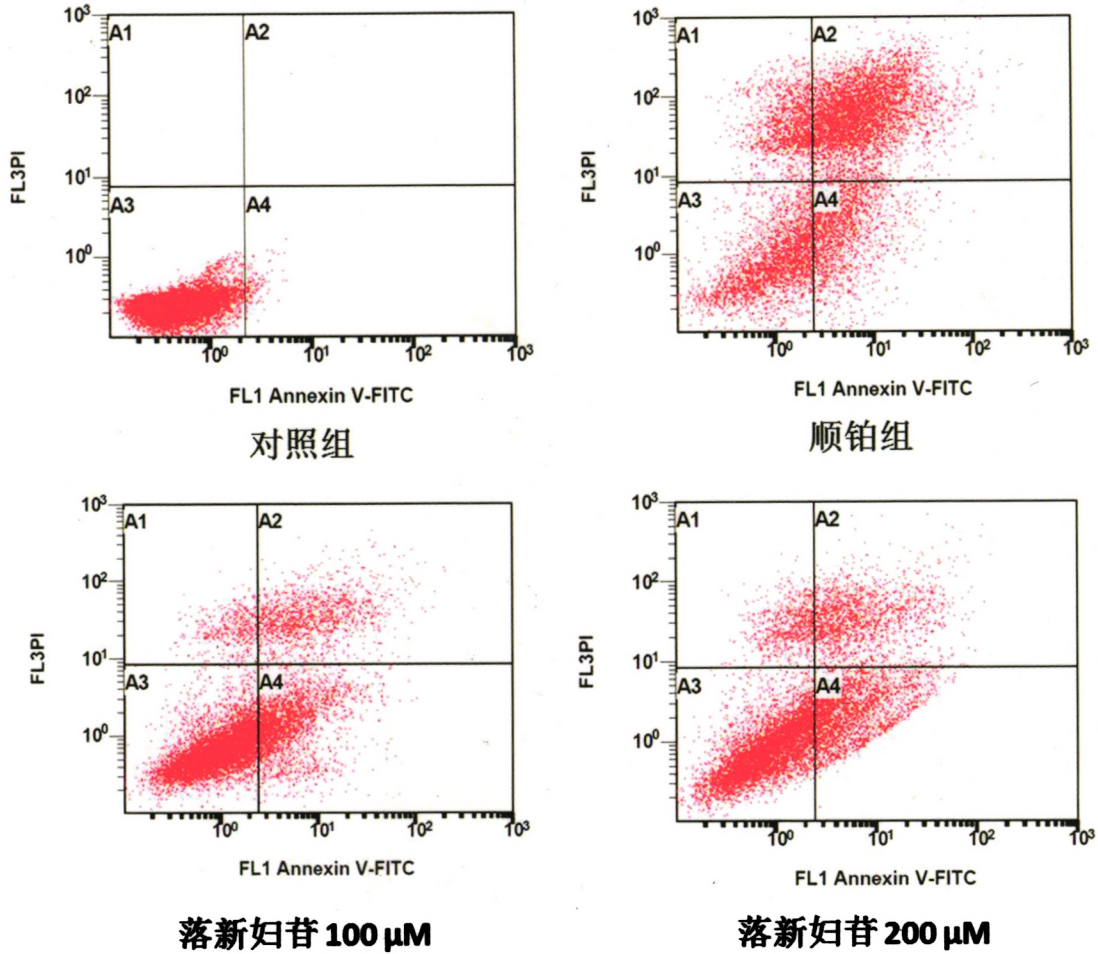 10³
A1
A2
10²
FL3PI
10¹
A3
A4
10⁰
10⁰
10¹
10²
10³
FL1 Annexin V-FITC
对照组
10³
A1
A2
10²
FL3PI
10¹
A3
A4
10⁰
10⁰
10¹
10²
10³
FL1 Annexin V-FITC
顺铂组
10³
A1
A2
10²
FL3PI
10¹
A3
A4
10⁰
10⁰
10¹
10²
10³
FL1 Annexin V-FITC
落新妇苷 100 μM
10³
A1
A2
10²
FL3PI
10¹
A3
A4
10⁰
10⁰
10¹
10²
10³
FL1 Annexin V-FITC
落新妇苷 200 μM